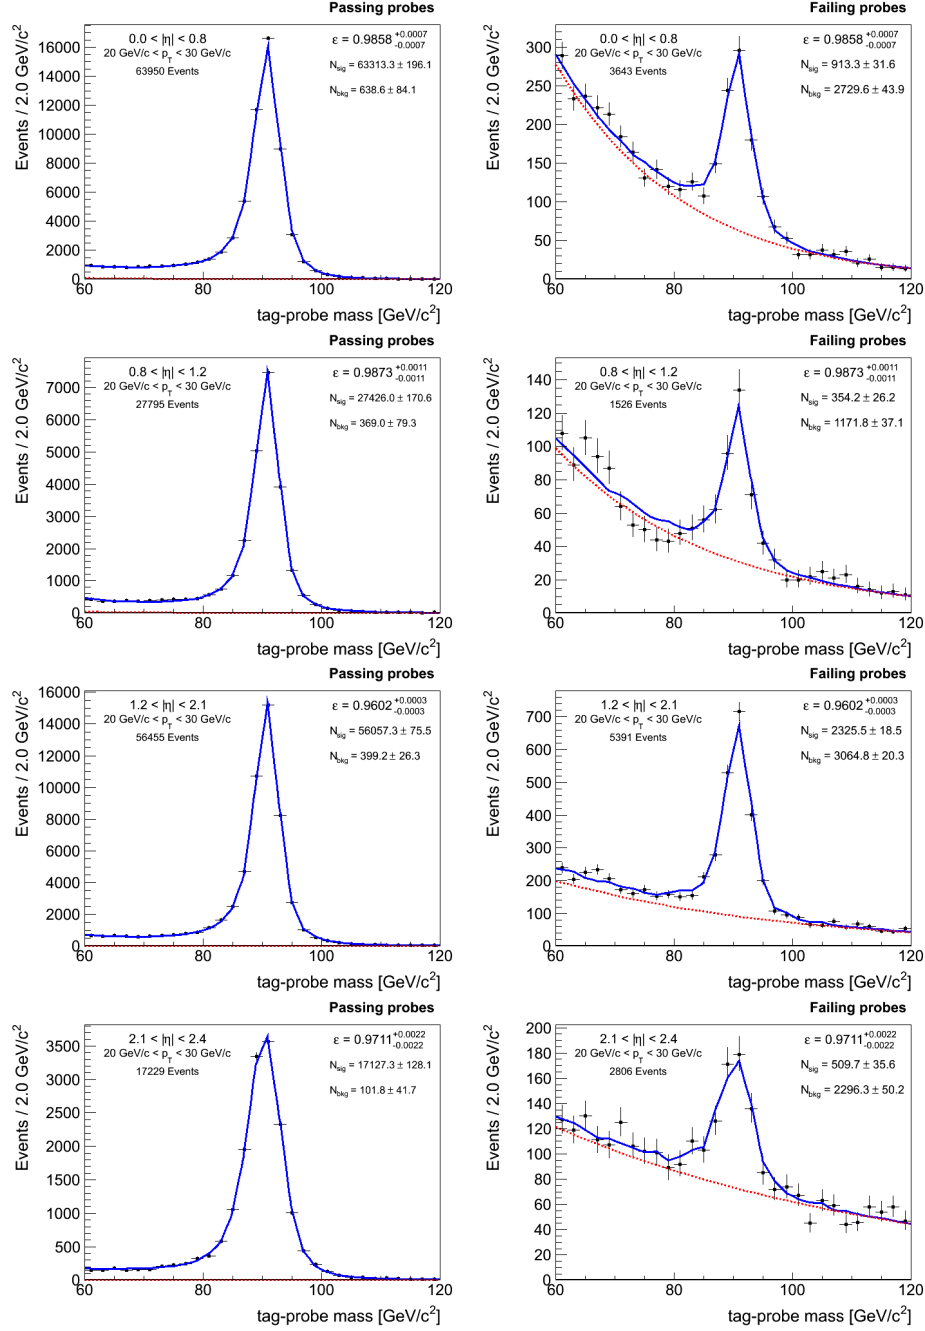 Passing probes
0.0 < |η| < 0.8
20 GeV/c < p_T < 30 GeV/c
63950 Events
ε = 0.9858 +0.0007 -0.0007
N_sig = 63313.3 ± 196.1
N_bkg = 638.6 ± 84.1
Events / 2.0 GeV/c²
16000
14000
12000
10000
8000
6000
4000
2000
0
60 80 100 120
tag-probe mass [GeV/c²]
Failing probes
0.0 < |η| < 0.8
20 GeV/c < p_T < 30 GeV/c
3643 Events
ε = 0.9858 +0.0007 -0.0007
N_sig = 913.3 ± 31.6
N_bkg = 2729.6 ± 43.9
Events / 2.0 GeV/c²
300
250
200
150
100
50
0
60 80 100 120
tag-probe mass [GeV/c²]
Passing probes
0.8 < |η| < 1.2
20 GeV/c < p_T < 30 GeV/c
27795 Events
ε = 0.9873 +0.0011 -0.0011
N_sig = 27426.0 ± 170.6
N_bkg = 369.0 ± 79.3
Events / 2.0 GeV/c²
7000
6000
5000
4000
3000
2000
1000
0
60 80 100 120
tag-probe mass [GeV/c²]
Failing probes
0.8 < |η| < 1.2
20 GeV/c < p_T < 30 GeV/c
1526 Events
ε = 0.9873 +0.0011 -0.0011
N_sig = 354.2 ± 26.2
N_bkg = 1171.8 ± 37.1
Events / 2.0 GeV/c²
140
120
100
80
60
40
20
0
60 80 100 120
tag-probe mass [GeV/c²]
Passing probes
1.2 < |η| < 2.1
20 GeV/c < p_T < 30 GeV/c
56455 Events
ε = 0.9602 +0.0003 -0.0003
N_sig = 56057.3 ± 75.5
N_bkg = 399.2 ± 26.3
Events / 2.0 GeV/c²
16000
14000
12000
10000
8000
6000
4000
2000
0
60 80 100 120
tag-probe mass [GeV/c²]
Failing probes
1.2 < |η| < 2.1
20 GeV/c < p_T < 30 GeV/c
5391 Events
ε = 0.9602 +0.0003 -0.0003
N_sig = 2325.5 ± 18.5
N_bkg = 3064.8 ± 20.3
Events / 2.0 GeV/c²
700
600
500
400
300
200
100
0
60 80 100 120
tag-probe mass [GeV/c²]
Passing probes
2.1 < |η| < 2.4
20 GeV/c < p_T < 30 GeV/c
17229 Events
ε = 0.9711 +0.0022 -0.0022
N_sig = 17127.3 ± 128.1
N_bkg = 101.8 ± 41.7
Events / 2.0 GeV/c²
3500
3000
2500
2000
1500
1000
500
0
60 80 100 120
tag-probe mass [GeV/c²]
Failing probes
2.1 < |η| < 2.4
20 GeV/c < p_T < 30 GeV/c
2806 Events
ε = 0.9711 +0.0022 -0.0022
N_sig = 509.7 ± 35.6
N_bkg = 2296.3 ± 50.2
Events / 2.0 GeV/c²
200
180
160
140
120
100
80
60
40
20
0
60 80 100 120
tag-probe mass [GeV/c²]